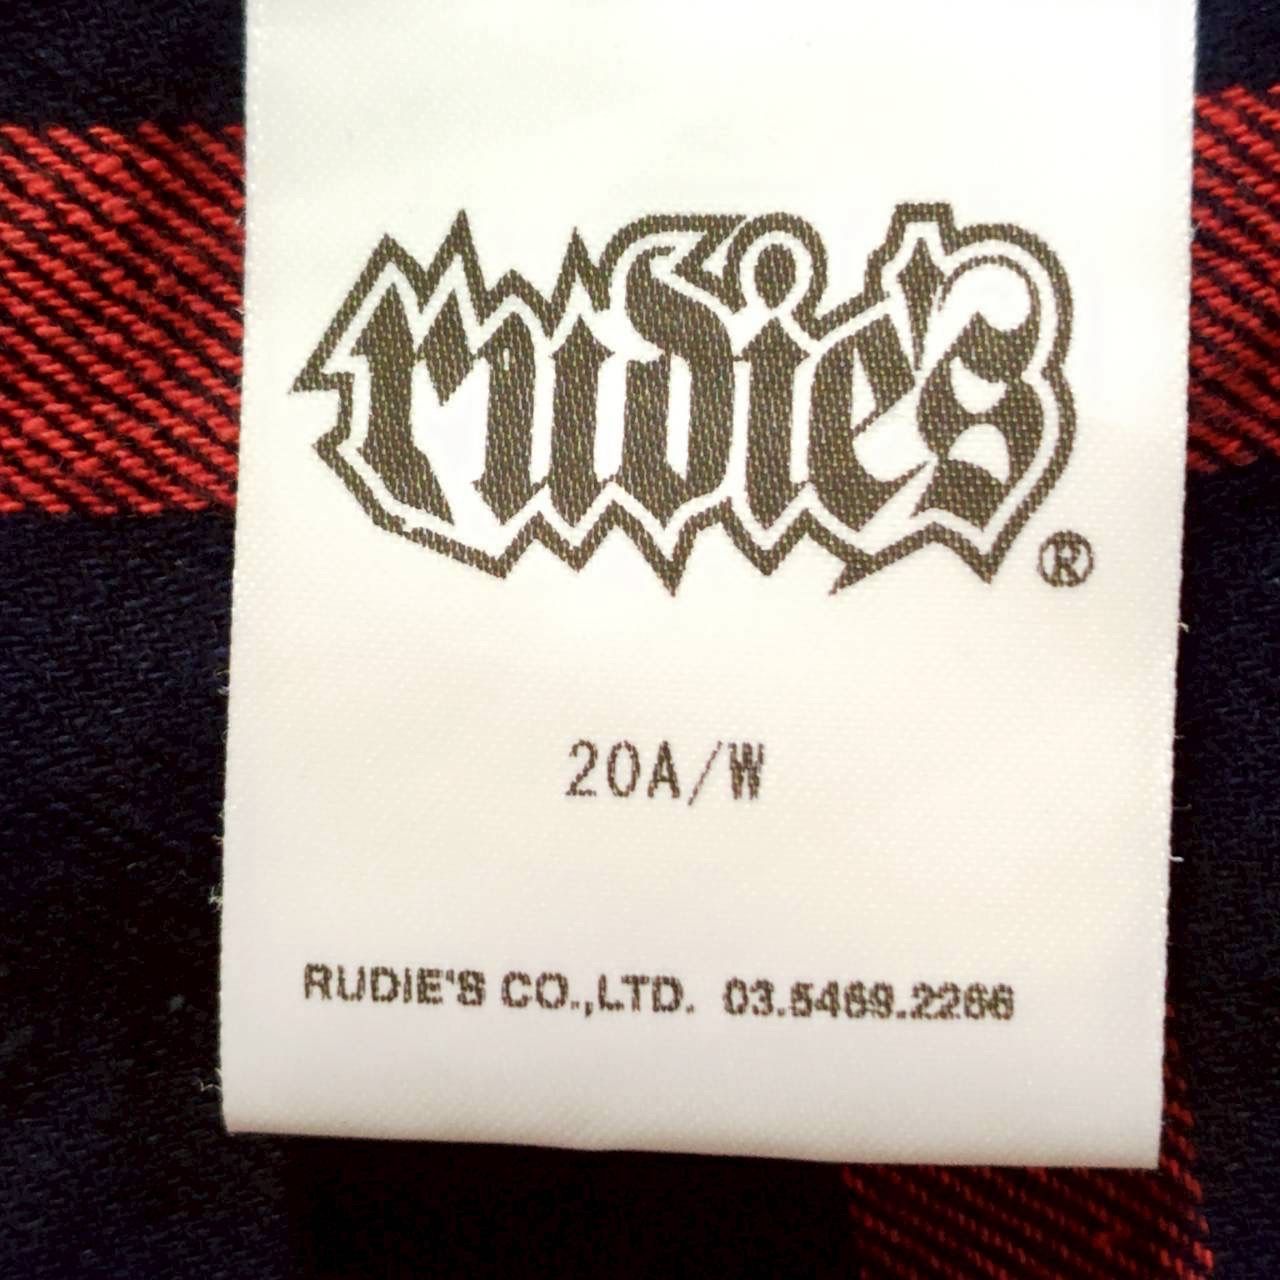 rudie's®
20A/W
RUDIE'S CO.,LTD. 03.5469.2266